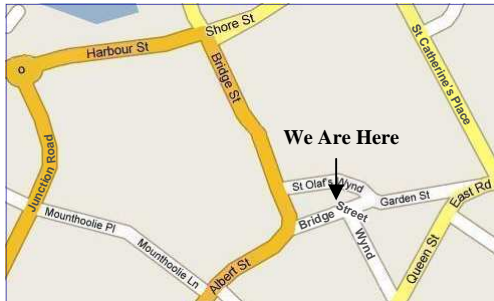 Shore St
Harbour St
Bridge St
St Catherine's Place
We Are Here
Junction Road
St Olaf's Wynd
Mounthoolie Pl
Bridge Street Wynd
Garden St
East Rd
Mounthoolie Ln
Albert St
Queen St